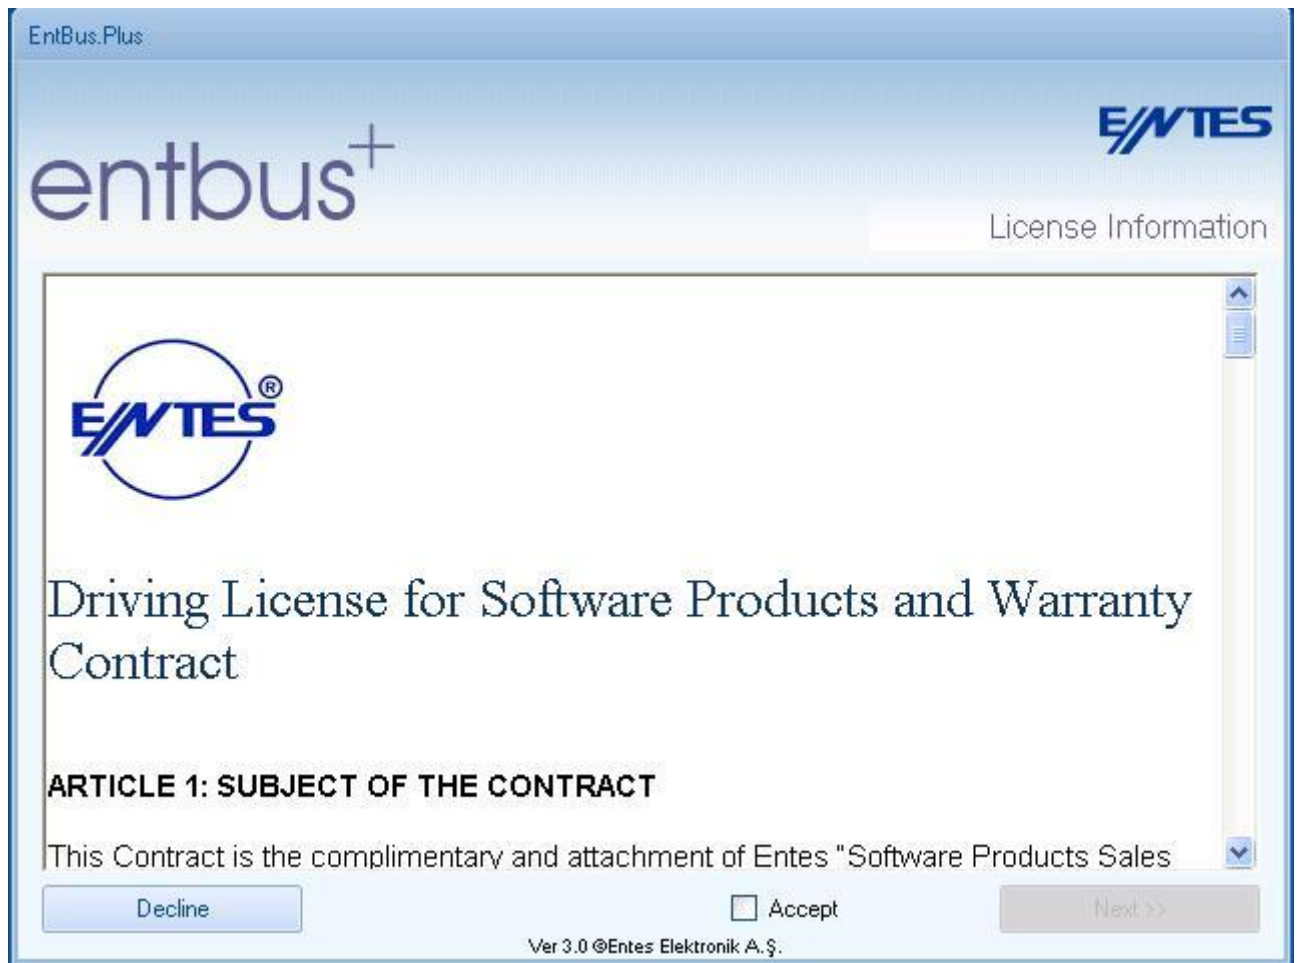 EntBus.Plus
entbus+
ENTES
License Information
ENTES®
Driving License for Software Products and Warranty
Contract
ARTICLE 1: SUBJECT OF THE CONTRACT
This Contract is the complimentary and attachment of Entes "Software Products Sales
Decline
Accept
Next >>
Ver 3.0 ©Entes Elektronik A.Ş.